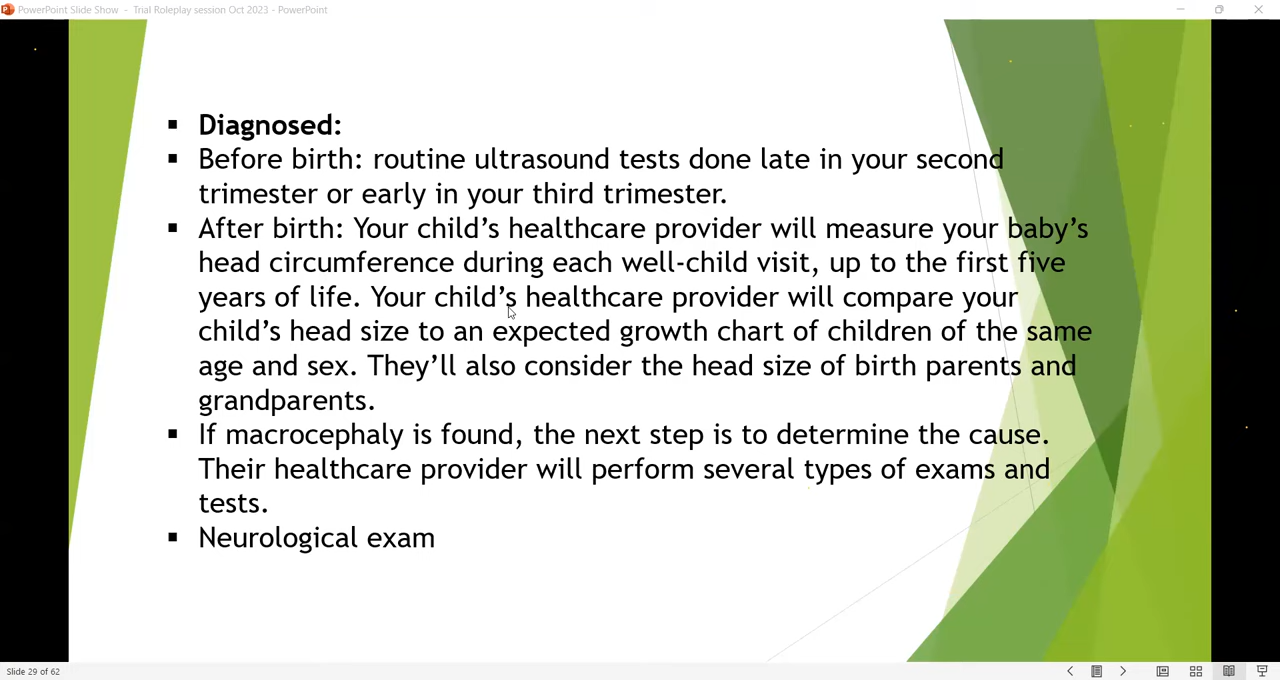 PowerPoint Slide Show - Trial Roleplay session Oct 2023 - PowerPoint
▪ Diagnosed:
▪ Before birth: routine ultrasound tests done late in your second
trimester or early in your third trimester.
▪ After birth: Your child’s healthcare provider will measure your baby’s
head circumference during each well-child visit, up to the first five
years of life. Your child’s healthcare provider will compare your
child’s head size to an expected growth chart of children of the same
age and sex. They’ll also consider the head size of birth parents and
grandparents.
▪ If macrocephaly is found, the next step is to determine the cause.
Their healthcare provider will perform several types of exams and
tests.
▪ Neurological exam
Slide 29 of 62